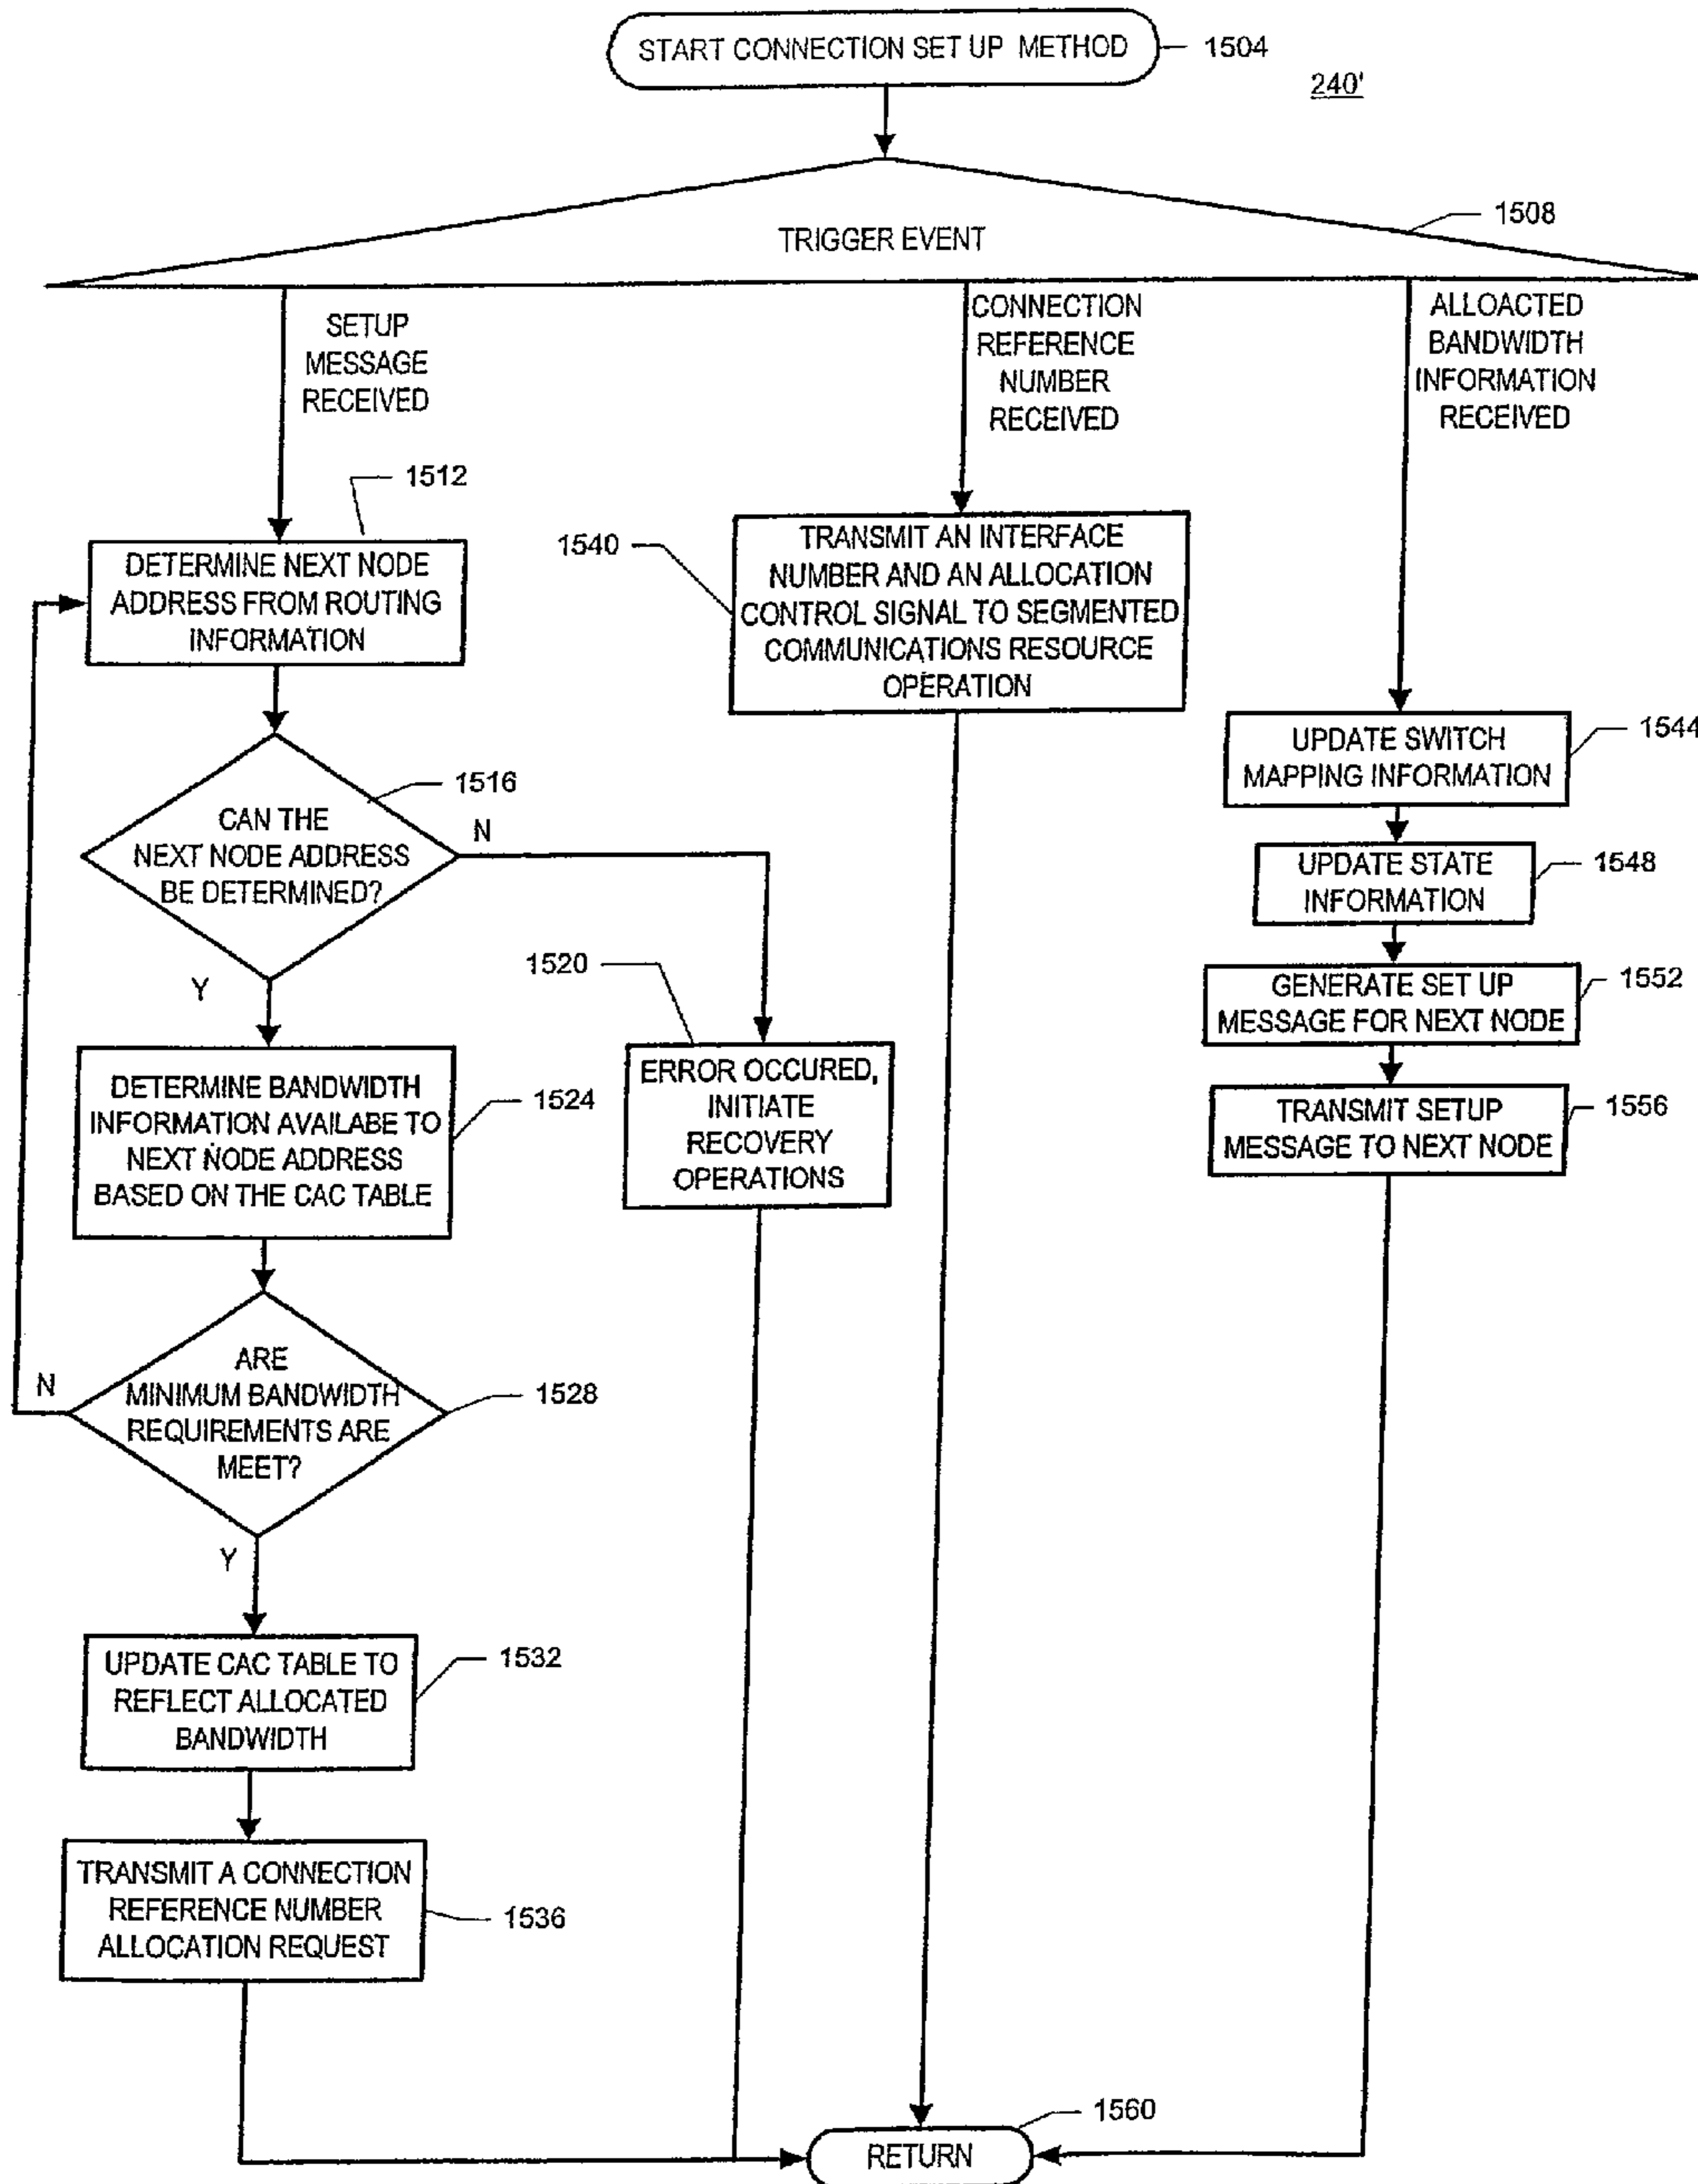 START CONNECTION SET UP METHOD
1504
240'
1508
TRIGGER EVENT
SETUP
MESSAGE
RECEIVED
CONNECTION
REFERENCE
NUMBER
RECEIVED
ALLOACTED
BANDWIDTH
INFORMATION
RECEIVED
1512
DETERMINE NEXT NODE
ADDRESS FROM ROUTING
INFORMATION
1540
TRANSMIT AN INTERFACE
NUMBER AND AN ALLOCATION
CONTROL SIGNAL TO SEGMENTED
COMMUNICATIONS RESOURCE
OPERATION
1544
UPDATE SWITCH
MAPPING INFORMATION
1516
CAN THE
NEXT NODE ADDRESS
BE DETERMINED?
N
Y
1548
UPDATE STATE
INFORMATION
1520
ERROR OCCURED,
INITIATE
RECOVERY
OPERATIONS
1552
GENERATE SET UP
MESSAGE FOR NEXT NODE
1524
DETERMINE BANDWIDTH
INFORMATION AVAILABE TO
NEXT NODE ADDRESS
BASED ON THE CAC TABLE
1556
TRANSMIT SETUP
MESSAGE TO NEXT NODE
N
ARE
MINIMUM BANDWIDTH
REQUIREMENTS ARE
MEET?
1528
Y
UPDATE CAC TABLE TO
REFLECT ALLOCATED
BANDWIDTH
1532
TRANSMIT A CONNECTION
REFERENCE NUMBER
ALLOCATION REQUEST
1536
1560
RETURN